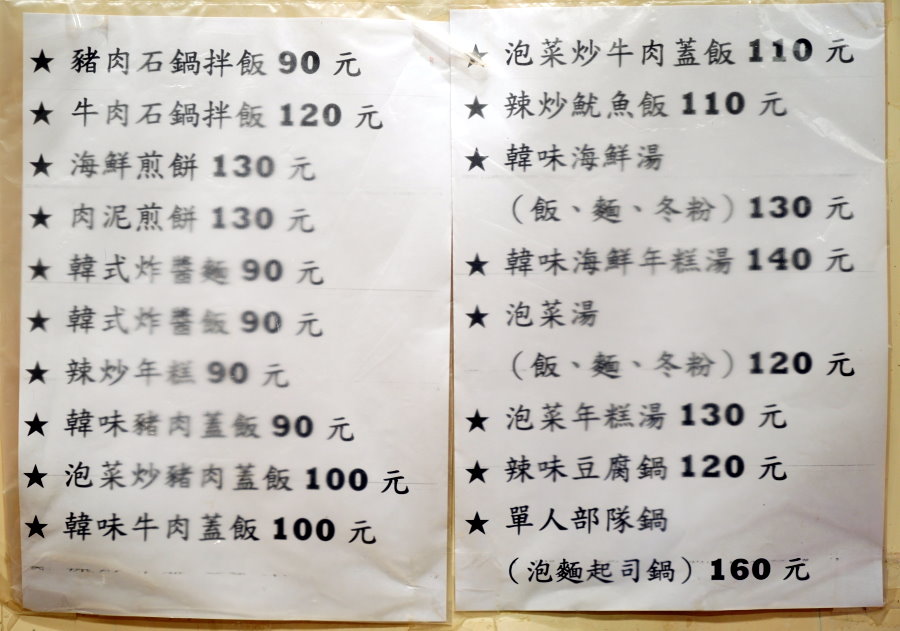 ★ 豬肉石鍋拌飯 90 元
★ 牛肉石鍋拌飯 120 元
★ 海鮮煎餅 130 元
★ 肉泥煎餅 130 元
★ 韓式炸醬麵 90 元
★ 韓式炸醬飯 90 元
★ 辣炒年糕 90 元
★ 韓味豬肉蓋飯 90 元
★ 泡菜炒豬肉蓋飯 100 元
★ 韓味牛肉蓋飯 100 元
★ 泡菜炒牛肉蓋飯 110 元
★ 辣炒魷魚飯 110 元
★ 韓味海鮮湯
（飯、麵、冬粉）130 元
★ 韓味海鮮年糕湯 140 元
★ 泡菜湯
（飯、麵、冬粉）120 元
★ 泡菜年糕湯 130 元
★ 辣味豆腐鍋 120 元
★ 單人部隊鍋
（泡麵起司鍋）160 元